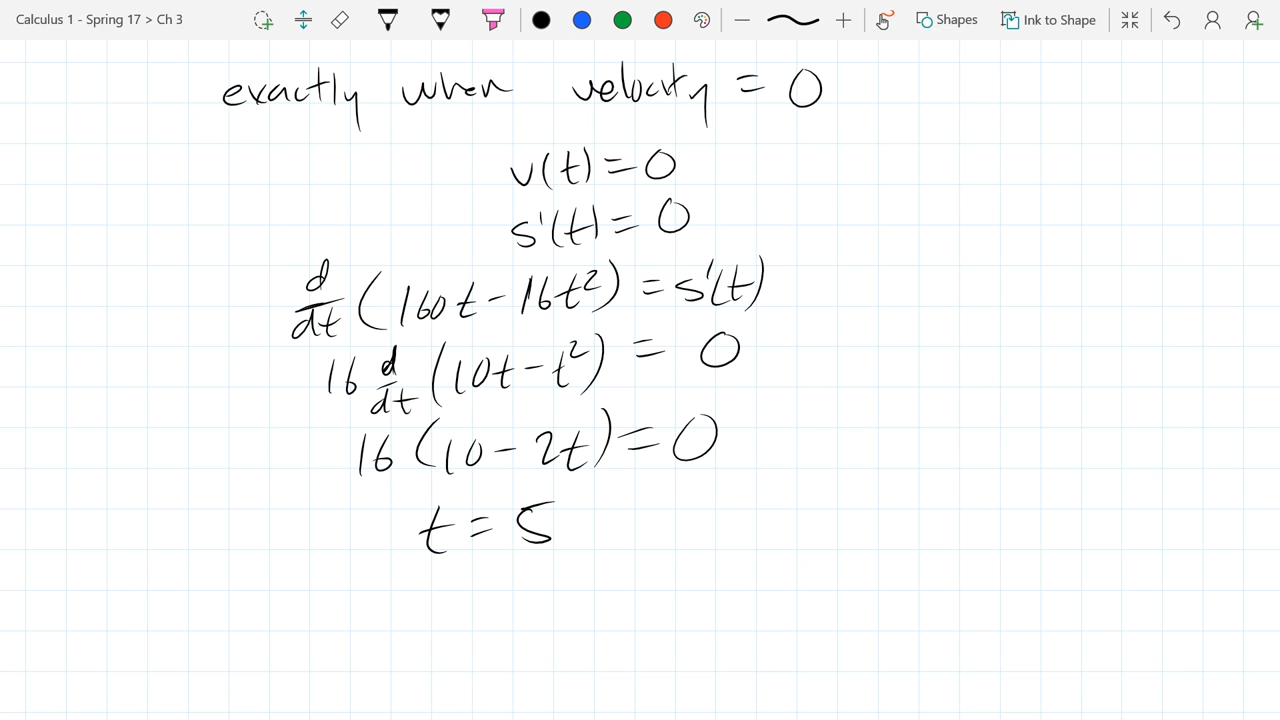 Calculus 1 - Spring 17 > Ch 3
Shapes
Ink to Shape
exactly when velocity = 0
v(t) = 0
s'(t) = 0
d/dt (160t - 16t²) = s'(t)
16 d/dt (10t - t²) = 0
16 (10 - 2t) = 0
t = 5